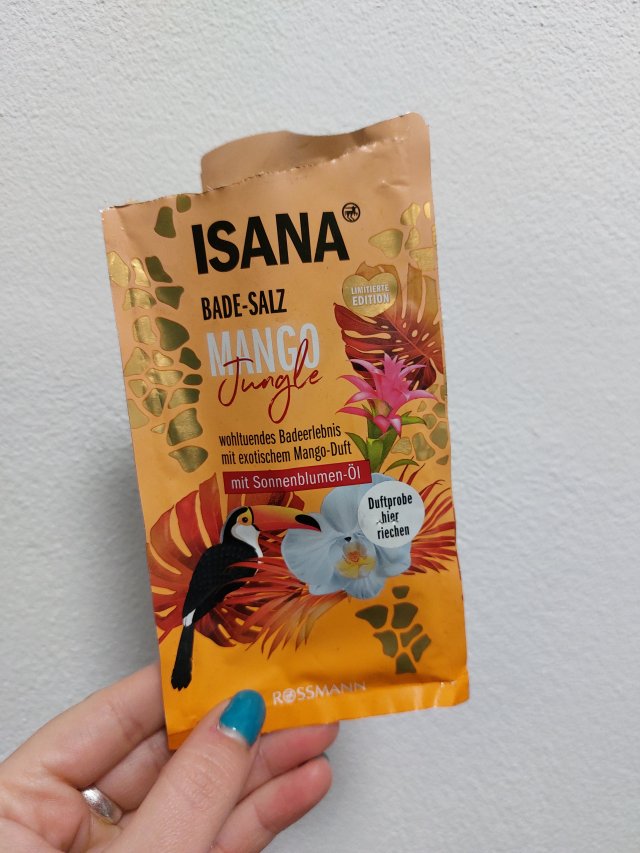 ISANA
BADE-SALZ
LIMITIERTE
EDITION
MANGO
Jungle
wohltuendes Badeerlebnis
mit exotischem Mango-Duft
mit Sonnenblumen-Öl
Duftprobe
hier
riechen
ROSSMANN